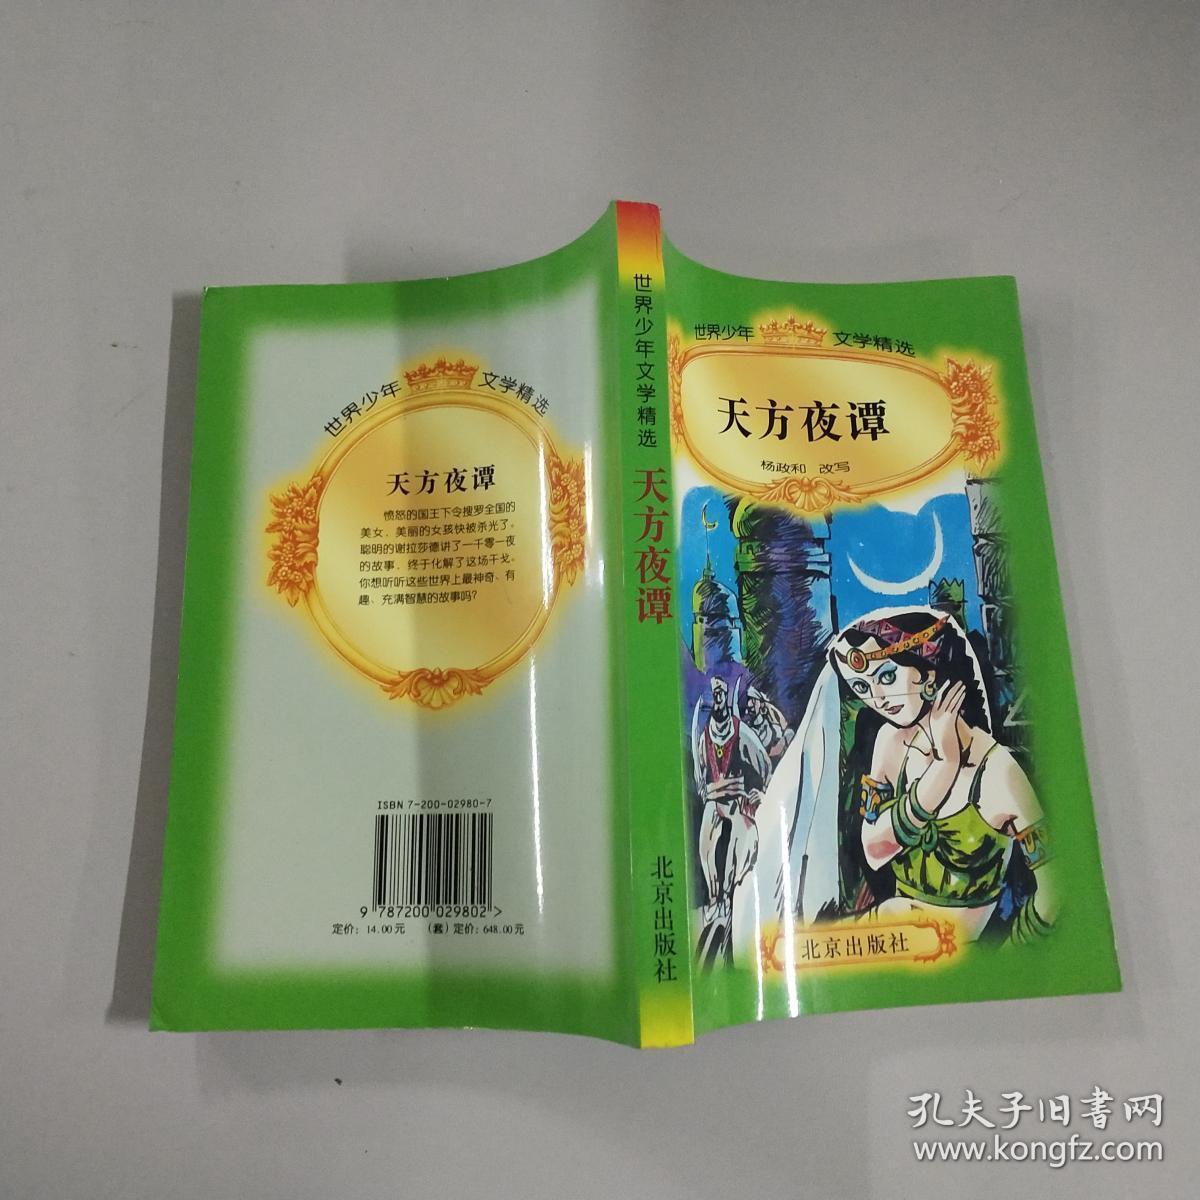 世界少年文学精选
天方夜谭
愤怒的国王下令搜罗全国的
美女，美丽的女孩快被杀光了。
聪明的谢拉莎德讲了一千零一夜
的故事，终于化解了这场干戈。
你想听听这些世界上最神奇、有
趣、充满智慧的故事吗？
ISBN 7-200-02980-7
9 787200 029802 >
定价：14.00元 （套）定价：648.00元
世界少年文学精选
天方夜谭
北京出版社
世界少年 文学精选
天方夜谭
杨政和 改写
北京出版社
孔夫子旧书网
www.kongfz.com